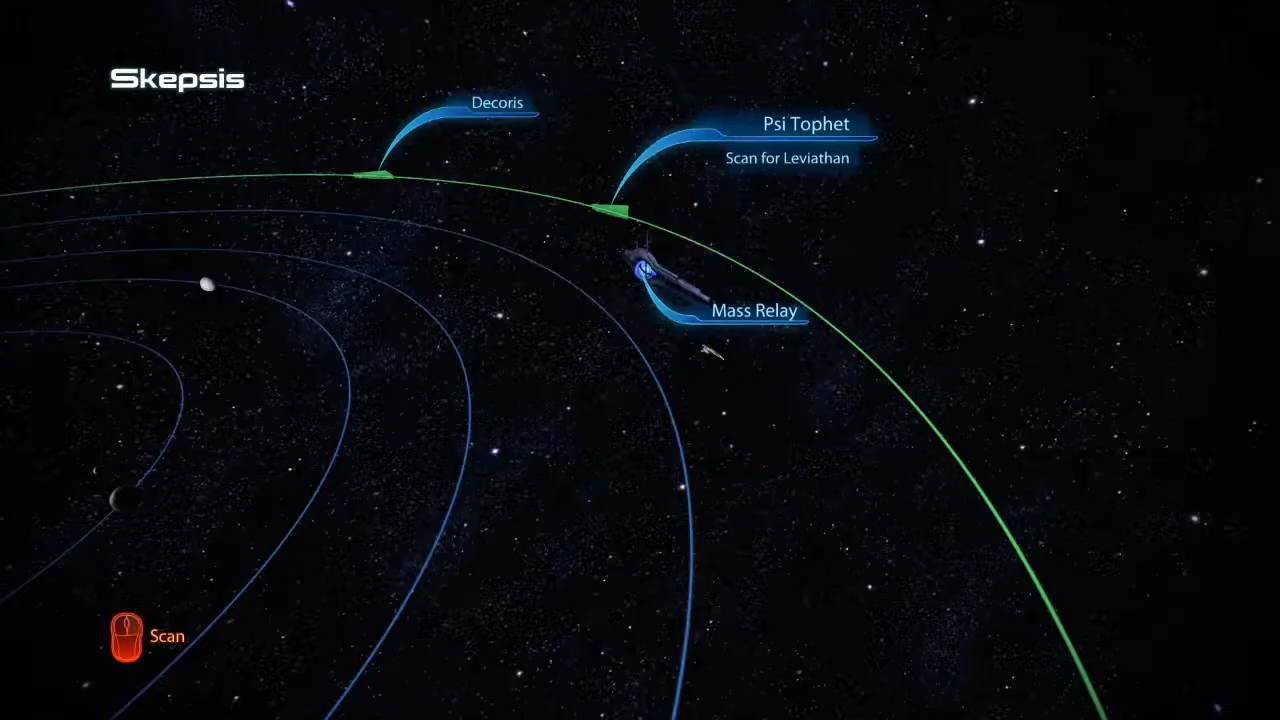 Skepsis
Decoris
Psi Tophet
Scan for Leviathan
Mass Relay
Scan